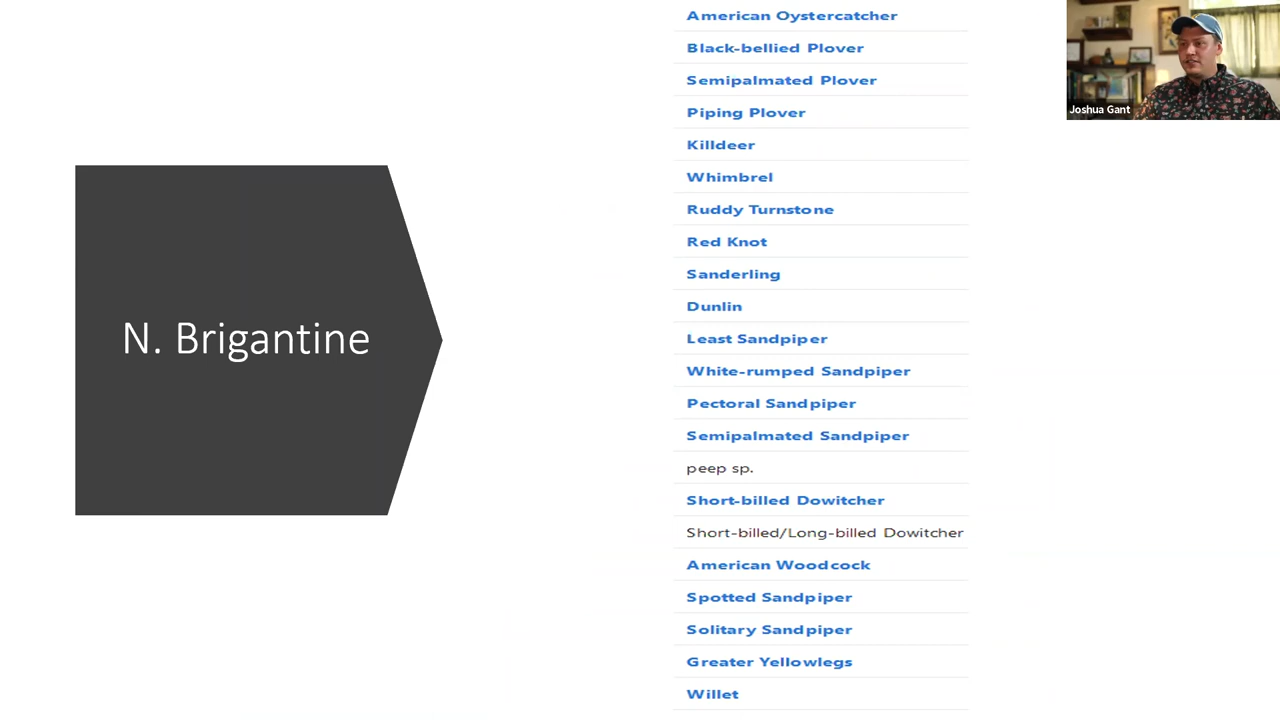 American Oystercatcher
Black-bellied Plover
Semipalmated Plover
Piping Plover
Killdeer
Whimbrel
Ruddy Turnstone
Red Knot
Sanderling
Dunlin
Least Sandpiper
White-rumped Sandpiper
Pectoral Sandpiper
Semipalmated Sandpiper
peep sp.
Short-billed Dowitcher
Short-billed/Long-billed Dowitcher
American Woodcock
Spotted Sandpiper
Solitary Sandpiper
Greater Yellowlegs
Willet
N. Brigantine
Joshua Gant